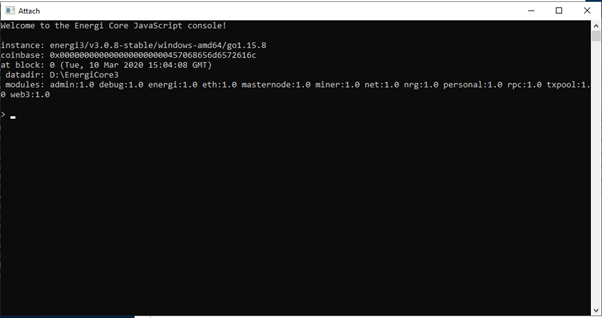 Attach
Welcome to the Energi Core JavaScript console!
instance: energi3/v3.0.8-stable/windows-amd64/go1.15.8
coinbase: 0x0000000000000000000000457068656d6572616c
at block: 0 (Tue, 10 Mar 2020 15:04:08 GMT)
datadir: D:\EnergiCore3
modules: admin:1.0 debug:1.0 energi:1.0 eth:1.0 masternode:1.0 miner:1.0 net:1.0 nrg:1.0 personal:1.0 rpc:1.0 txpool:1.
0 web3:1.0
>